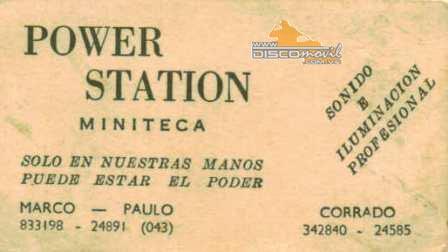 POWER
STATION
MINITECA
www.
DISCOmovil
.com.ve
SONIDO
E
ILUMINACION
PROFESIONAL
SOLO EN NUESTRAS MANOS
PUEDE ESTAR EL PODER
MARCO — PAULO
833198 - 24891 (043)
CORRADO
342840 - 24585